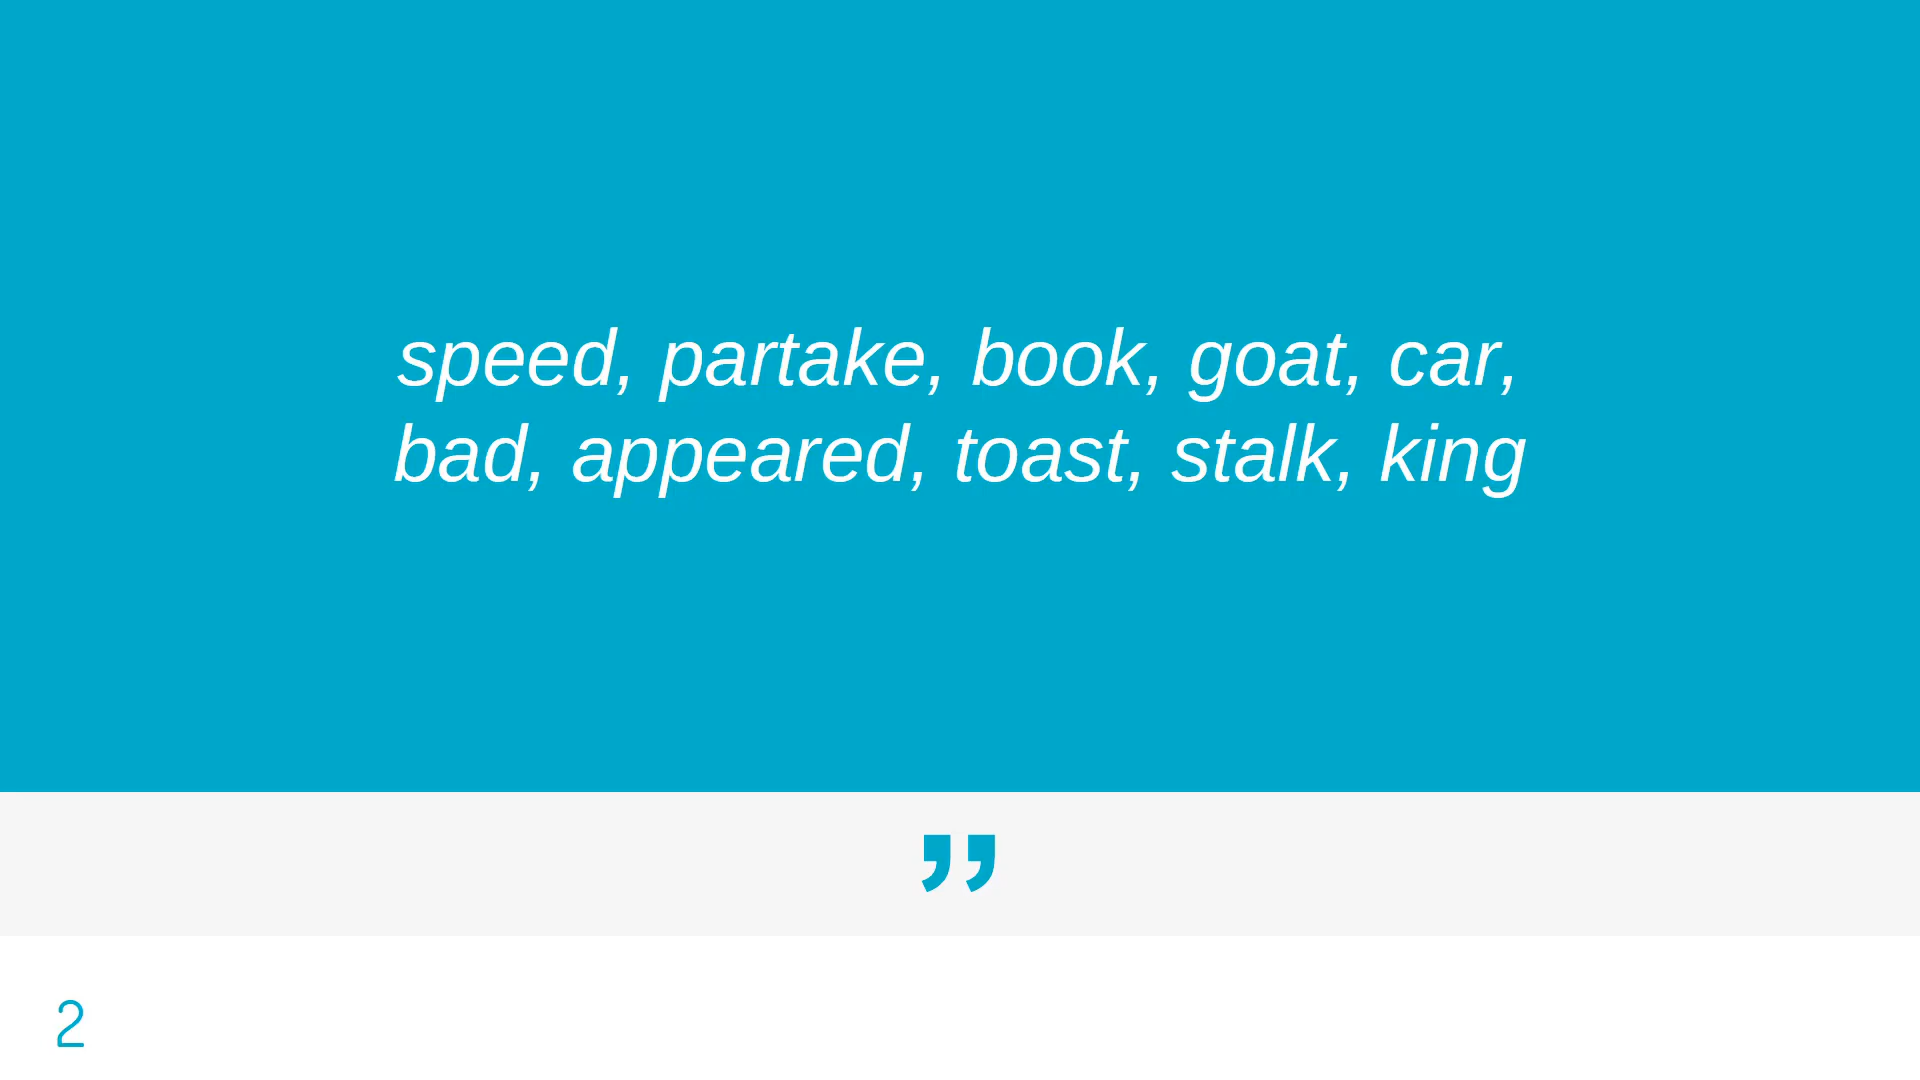 speed, partake, book, goat, car,
bad, appeared, toast, stalk, king
”
2